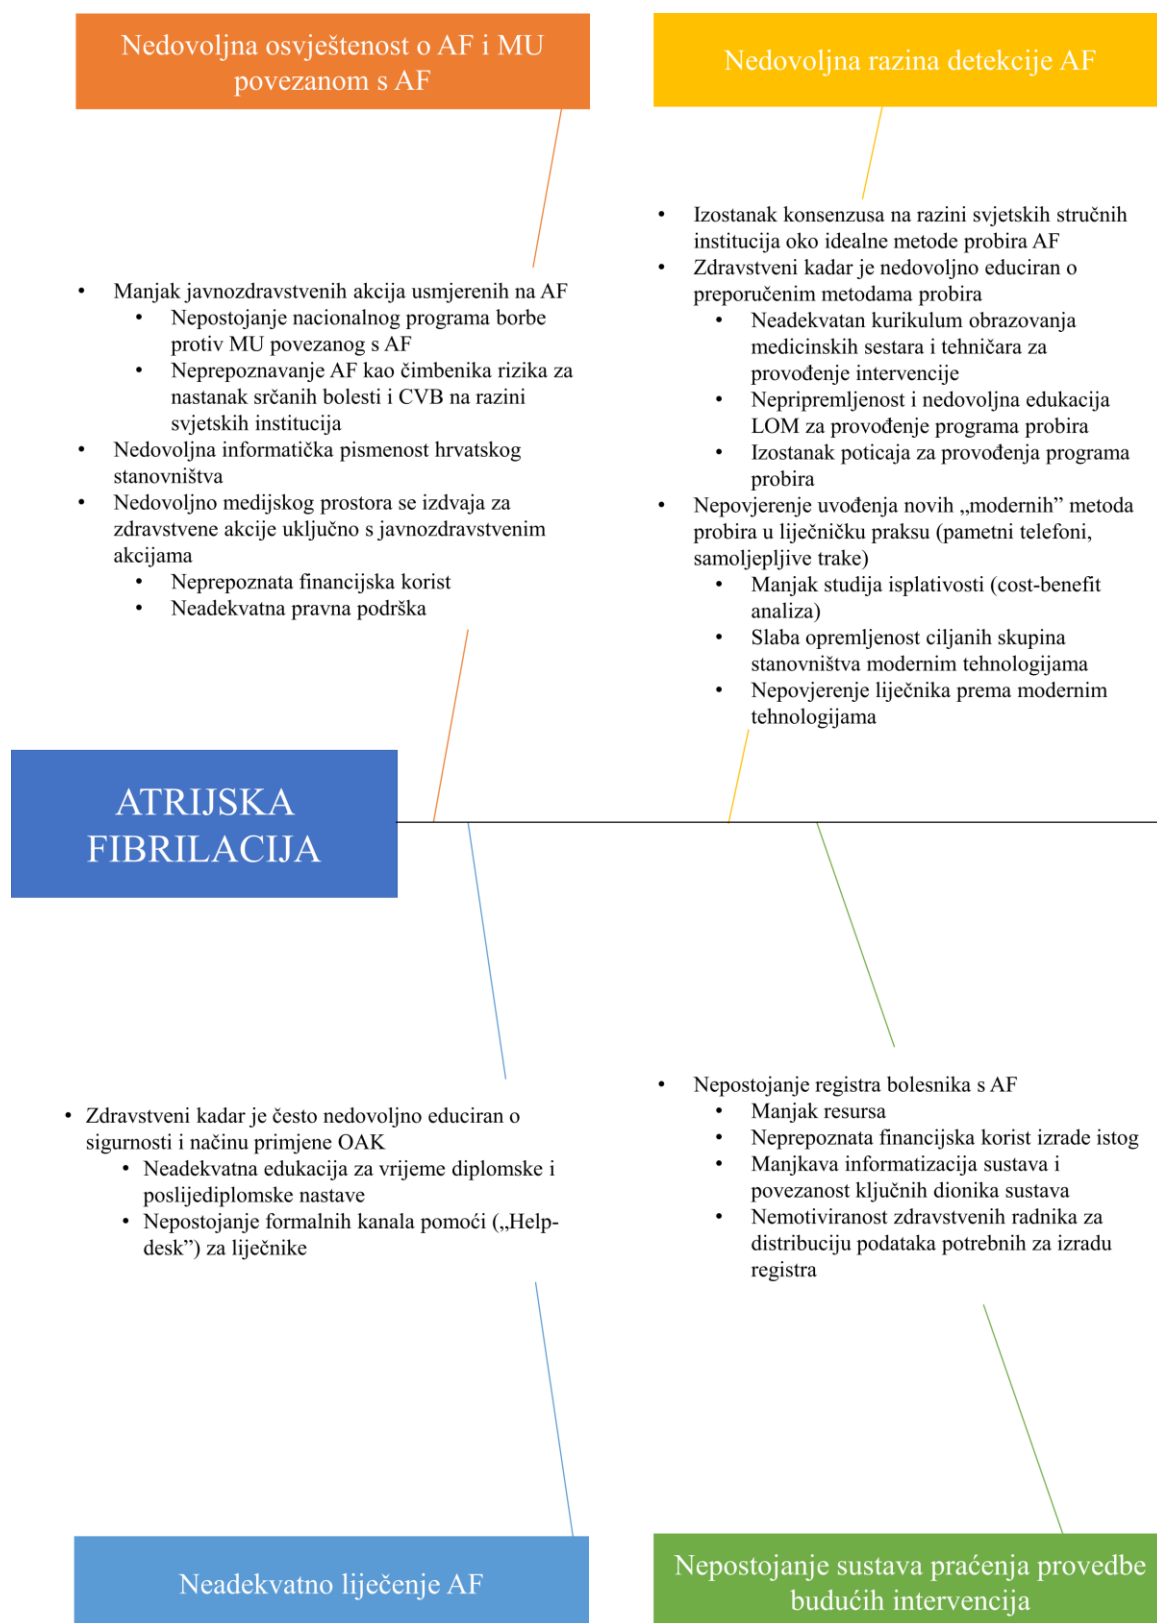 Nedovoljna osvještenost o AF i MU
povezanom s AF
• Manjak javnozdravstvenih akcija usmjerenih na AF
• Nepostojanje nacionalnog programa borbe
protiv MU povezanog s AF
• Neprepoznavanje AF kao čimbenika rizika za
nastanak srčanih bolesti i CVB na razini
svjetskih institucija
• Nedovoljna informatička pismenost hrvatskog
stanovništva
• Nedovoljno medijskog prostora se izdvaja za
zdravstvene akcije uključno s javnozdravstvenim
akcijama
• Neprepoznata financijska korist
• Neadekvatna pravna podrška
Nedovoljna razina detekcije AF
• Izostanak konsenzusa na razini svjetskih stručnih
institucija oko idealne metode probira AF
• Zdravstveni kadar je nedovoljno educiran o
preporučenim metodama probira
• Neadekvatan kurikulum obrazovanja
medicinskih sestara i tehničara za
provođenje intervencije
• Nepripremljenost i nedovoljna edukacija
LOM za provođenje programa probira
• Izostanak poticaja za provođenja programa
probira
• Nepovjerenje uvođenja novih „modernih” metoda
probira u liječničku praksu (pametni telefoni,
samoljepljive trake)
• Manjak studija isplativosti (cost-benefit
analiza)
• Slaba opremljenost ciljanih skupina
stanovništva modernim tehnologijama
• Nepovjerenje liječnika prema modernim
tehnologijama
ATRIJSKA
FIBRILACIJA
• Zdravstveni kadar je često nedovoljno educiran o
sigurnosti i načinu primjene OAK
• Neadekvatna edukacija za vrijeme diplomske i
poslijediplomske nastave
• Nepostojanje formalnih kanala pomoći („Help-
desk”) za liječnike
Neadekvatno liječenje AF
• Nepostojanje registra bolesnika s AF
• Manjak resursa
• Neprepoznata financijska korist izrade istog
• Manjkava informatizacija sustava i
povezanost ključnih dionika sustava
• Nemotiviranost zdravstvenih radnika za
distribuciju podataka potrebnih za izradu
registra
Nepostojanje sustava praćenja provedbe
budućih intervencija